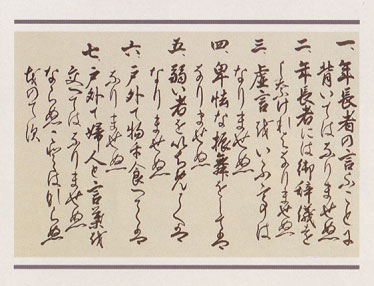 一、年長者の言ふことに
背いてはなりませぬ
二、年長者には御辞儀を
しなければなりませぬ
三、虚言をいふことは
なりませぬ
四、卑怯な振舞をしては
なりませぬ
五、弱い者をいぢめては
なりませぬ
六、戸外で物を食べては
なりませぬ
七、戸外で婦人と言葉を
交へてはなりませぬ
ならぬことはならぬ
ものです